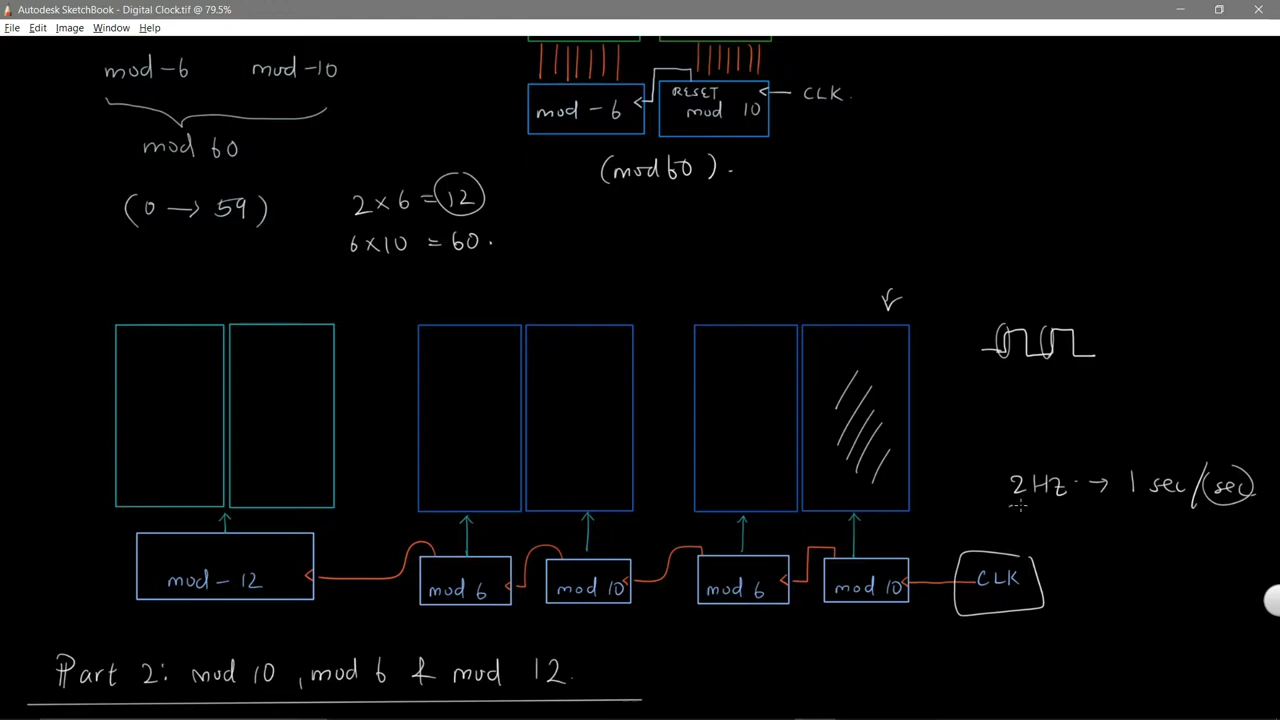 Autodesk SketchBook - Digital Clock.tif @ 79.5%
File Edit Image Window Help
mod-6 mod-10
mod 60
(0 → 59)
2 × 6 = 12
6 × 10 = 60.
mod-6
RESET
mod 10
CLK.
(mod 60).
2 Hz → 1 sec/sec
mod-12
mod 6
mod 10
mod 6
mod 10
CLK
Part 2: mod 10, mod 6 & mod 12.